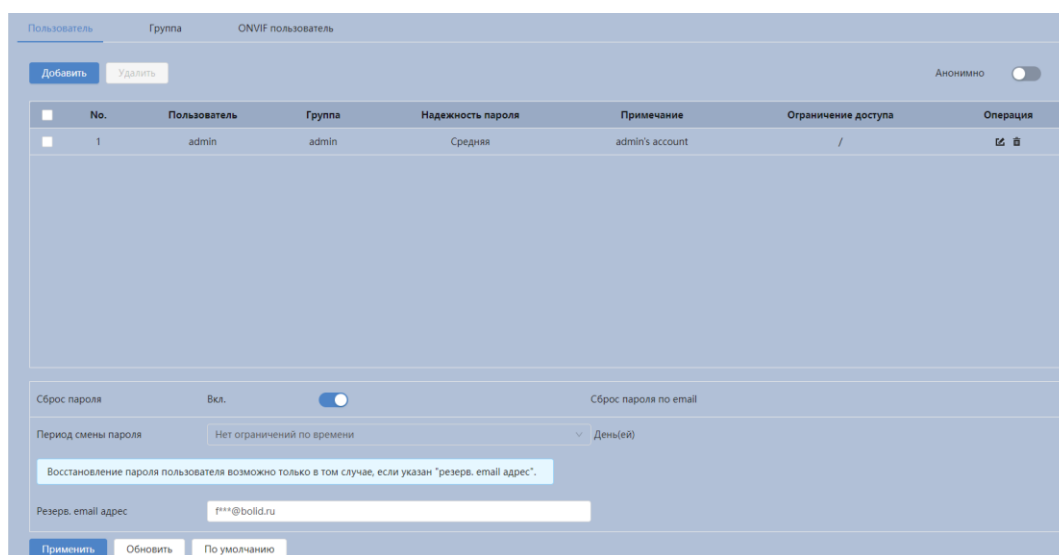 Пользователь Группа ONVIF пользователь
Добавить Удалить Анонимно
No. Пользователь Группа Надежность пароля Примечание Ограничение доступа Операция
1 admin admin Средняя admin's account /
Сброс пароля Вкл. Сброс пароля по email
Период смены пароля Нет ограничений по времени День(ей)
Восстановление пароля пользователя возможно только в том случае, если указан "резерв. email адрес".
Резерв. email адрес f***@bolid.ru
Применить Обновить По умолчанию